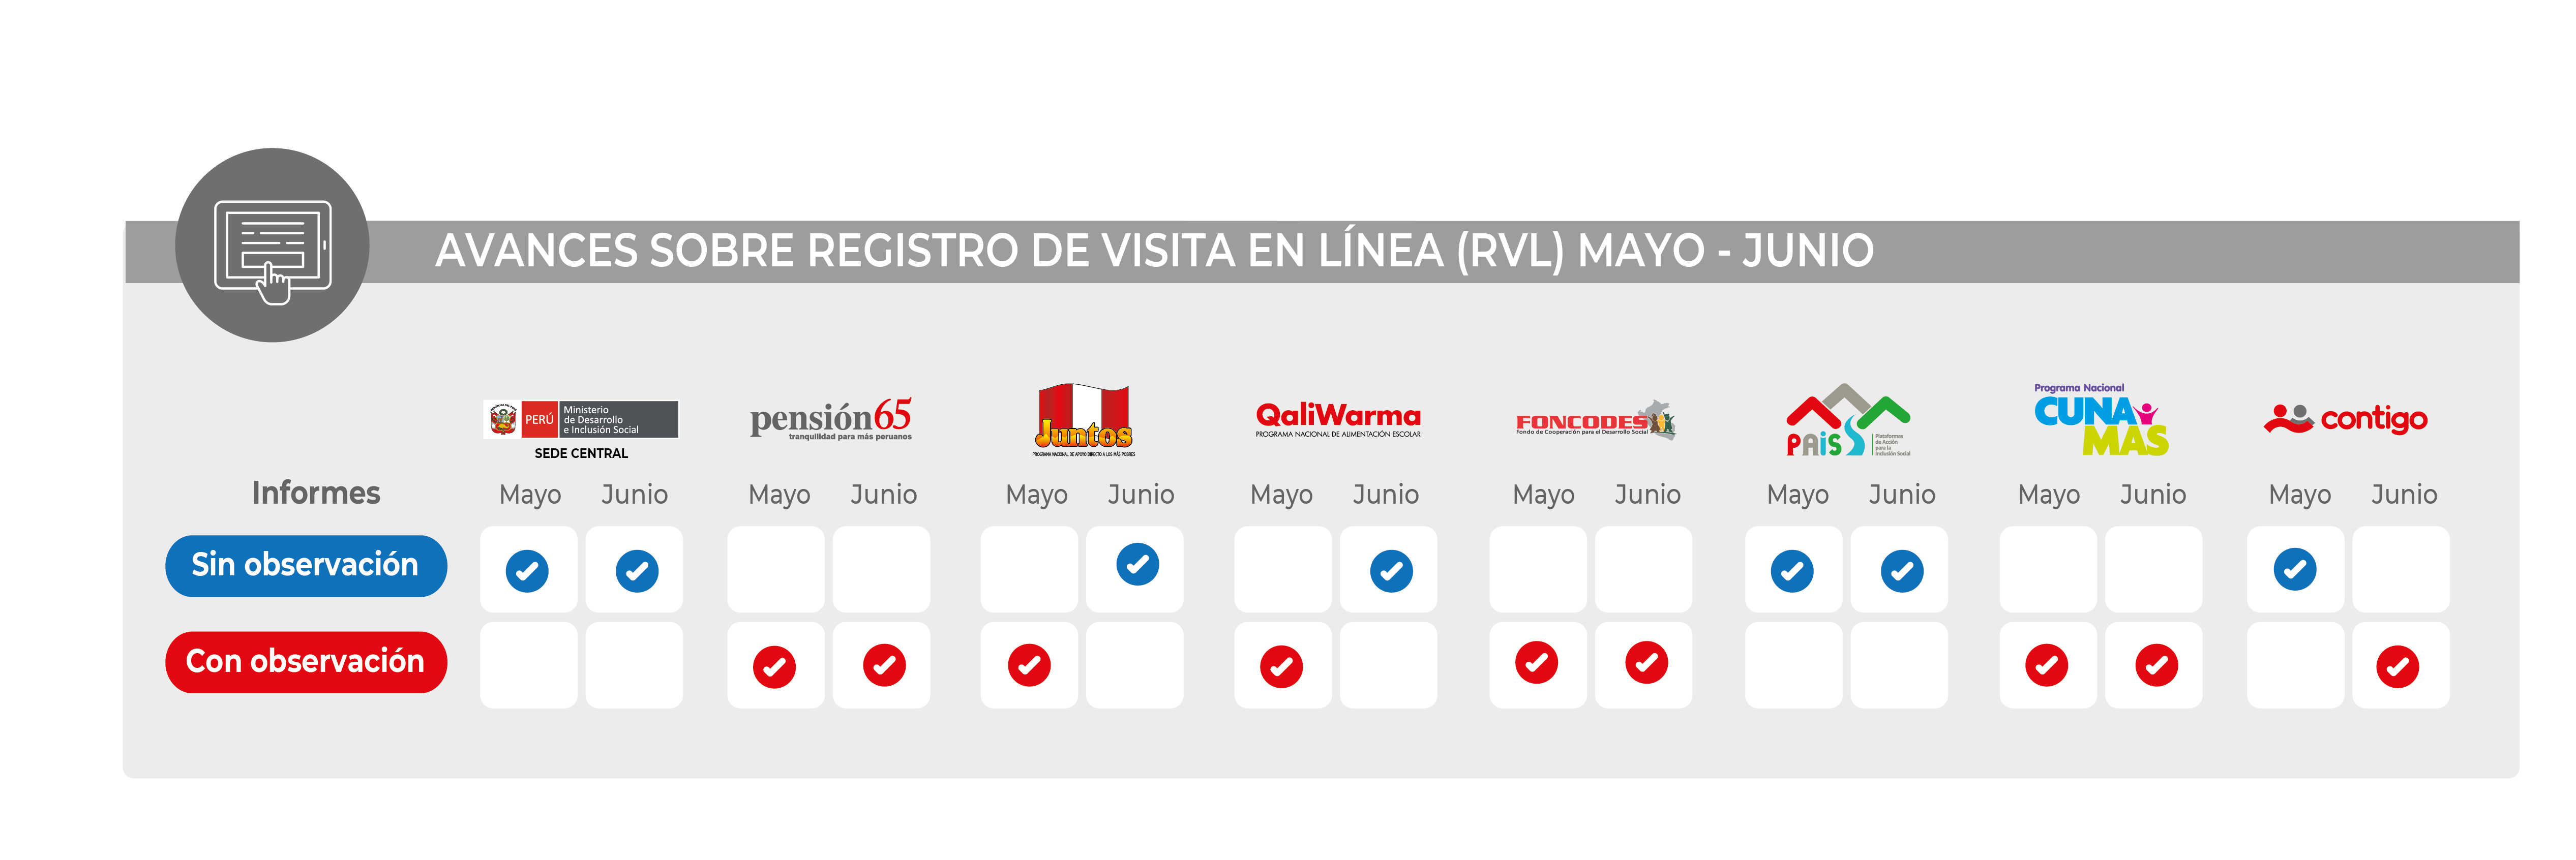 AVANCES SOBRE REGISTRO DE VISITA EN LÍNEA (RVL) MAYO - JUNIO
PERÚ
Ministerio
de Desarrollo
e Inclusión Social
SEDE CENTRAL
pensión65
tranquilidad para más peruanos
Juntos
PROGRAMA NACIONAL DE APOYO DIRECTO A LOS MÁS POBRES
QaliWarma
PROGRAMA NACIONAL DE ALIMENTACIÓN ESCOLAR
FONCODES
Fondo de Cooperación para el Desarrollo Social
PAiS
Plataformas
de Acción
para la
Inclusión Social
Programa Nacional
CUNA
MAS
contigo
Informes Mayo Junio Mayo Junio Mayo Junio Mayo Junio Mayo Junio Mayo Junio Mayo Junio Mayo Junio
Sin observación
Con observación